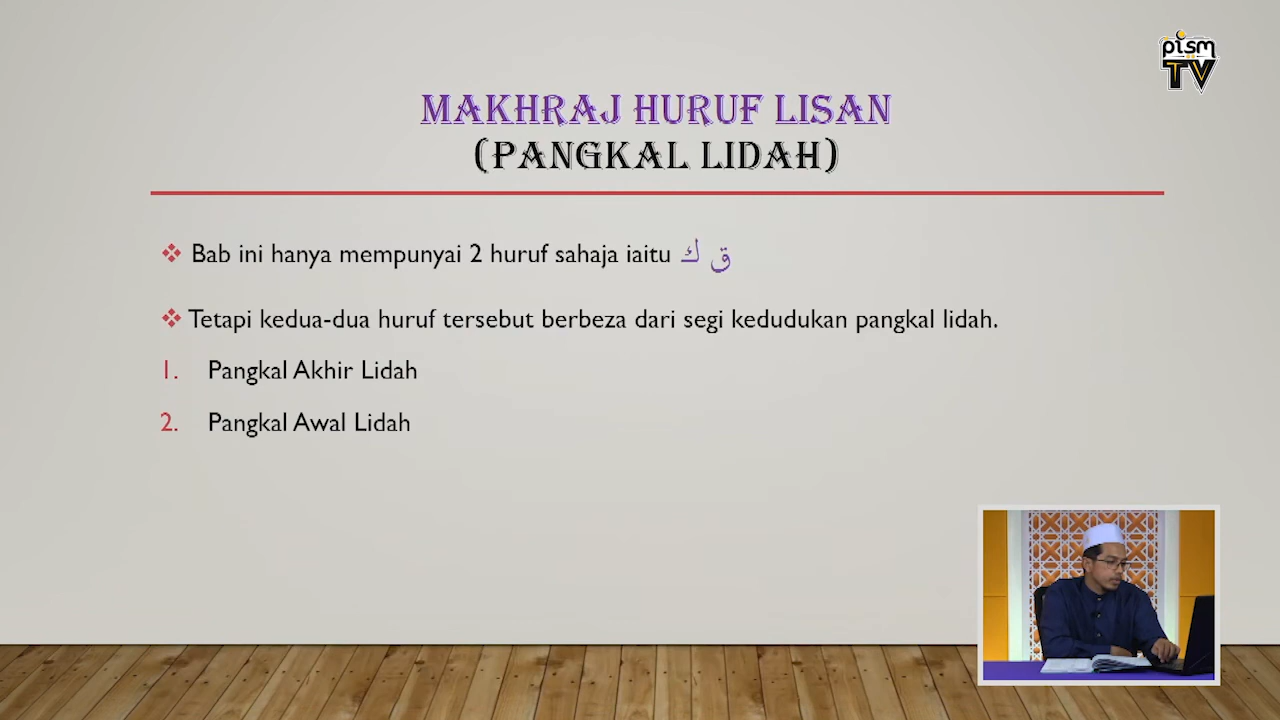 pism
TV
MAKHRAJ HURUF LISAN
(PANGKAL LIDAH)
❖ Bab ini hanya mempunyai 2 huruf sahaja iaitu ق ك
❖ Tetapi kedua-dua huruf tersebut berbeza dari segi kedudukan pangkal lidah.
1. Pangkal Akhir Lidah
2. Pangkal Awal Lidah